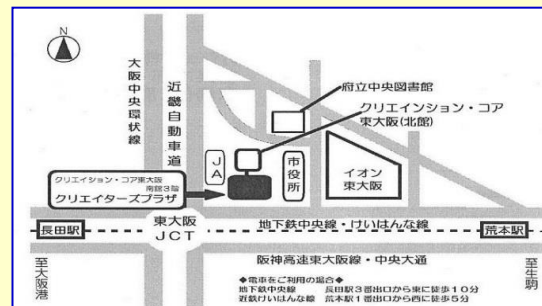 N
大阪中央環状線
近畿自動車道
府立中央図書館
クリエインション・コア
東大阪(北館)
クリエイション・コア東大阪
南館3階
クリエイターズプラザ
JA
市役所
イオン
東大阪
長田駅
東大阪
JCT
地下鉄中央線・けいはんな線
荒本駅
至大阪港
阪神高速東大阪線・中央大通
至生駒
◆電車をご利用の場合◆
地下鉄中央線 長田駅3番出口から東に徒歩10分
近鉄けいはんな線 荒本駅1番出口から西に徒歩5分